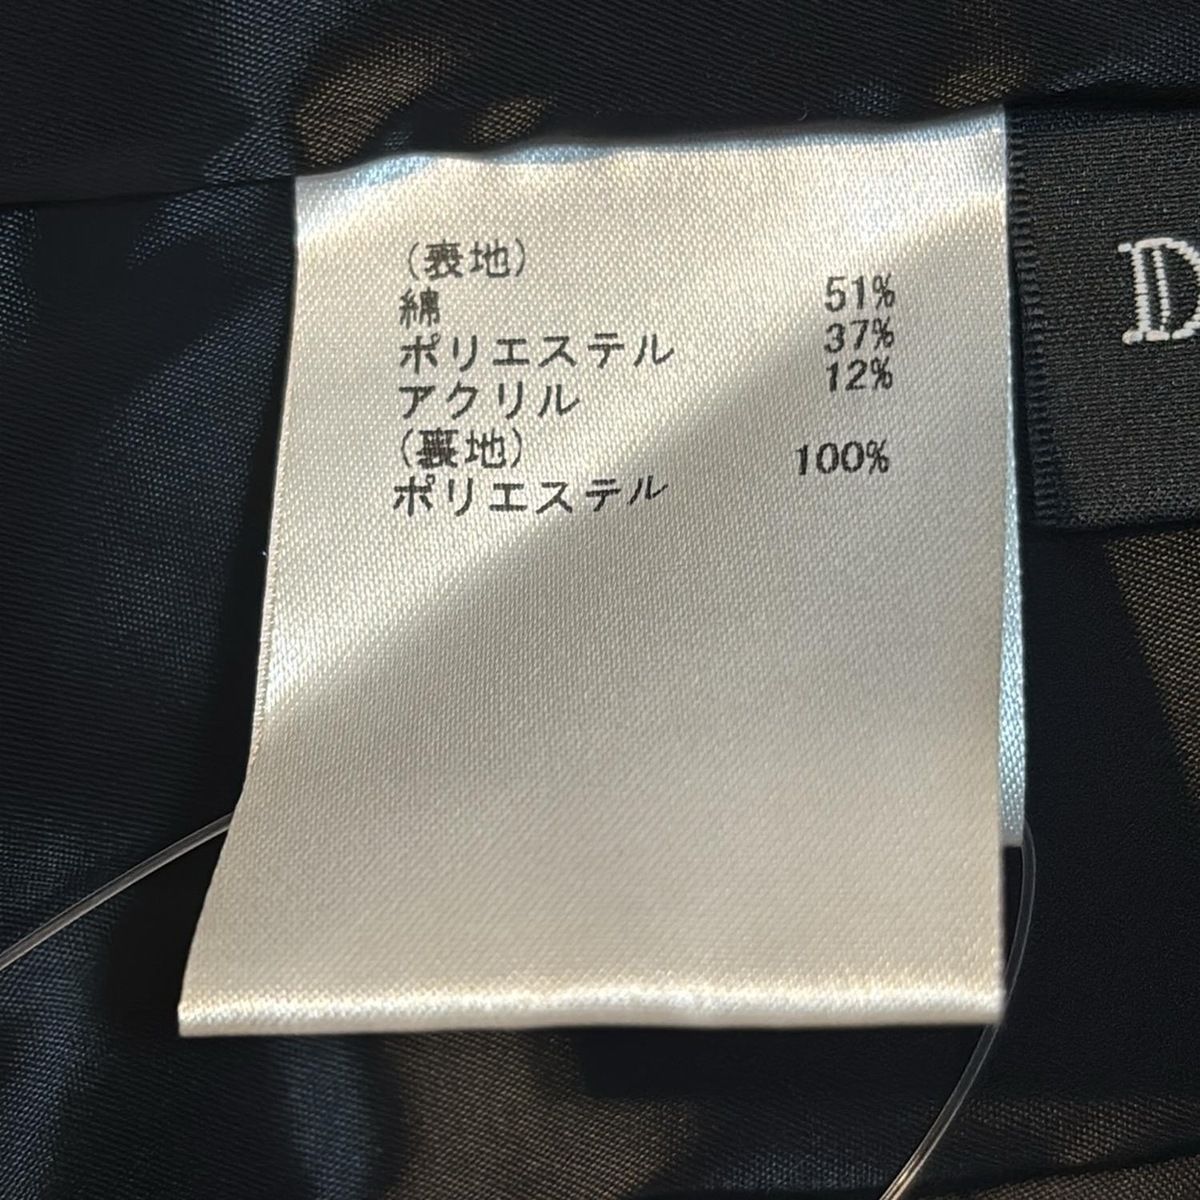 (表地)
綿 51%
ポリエステル 37%
アクリル 12%
(裏地)
ポリエステル 100%
D